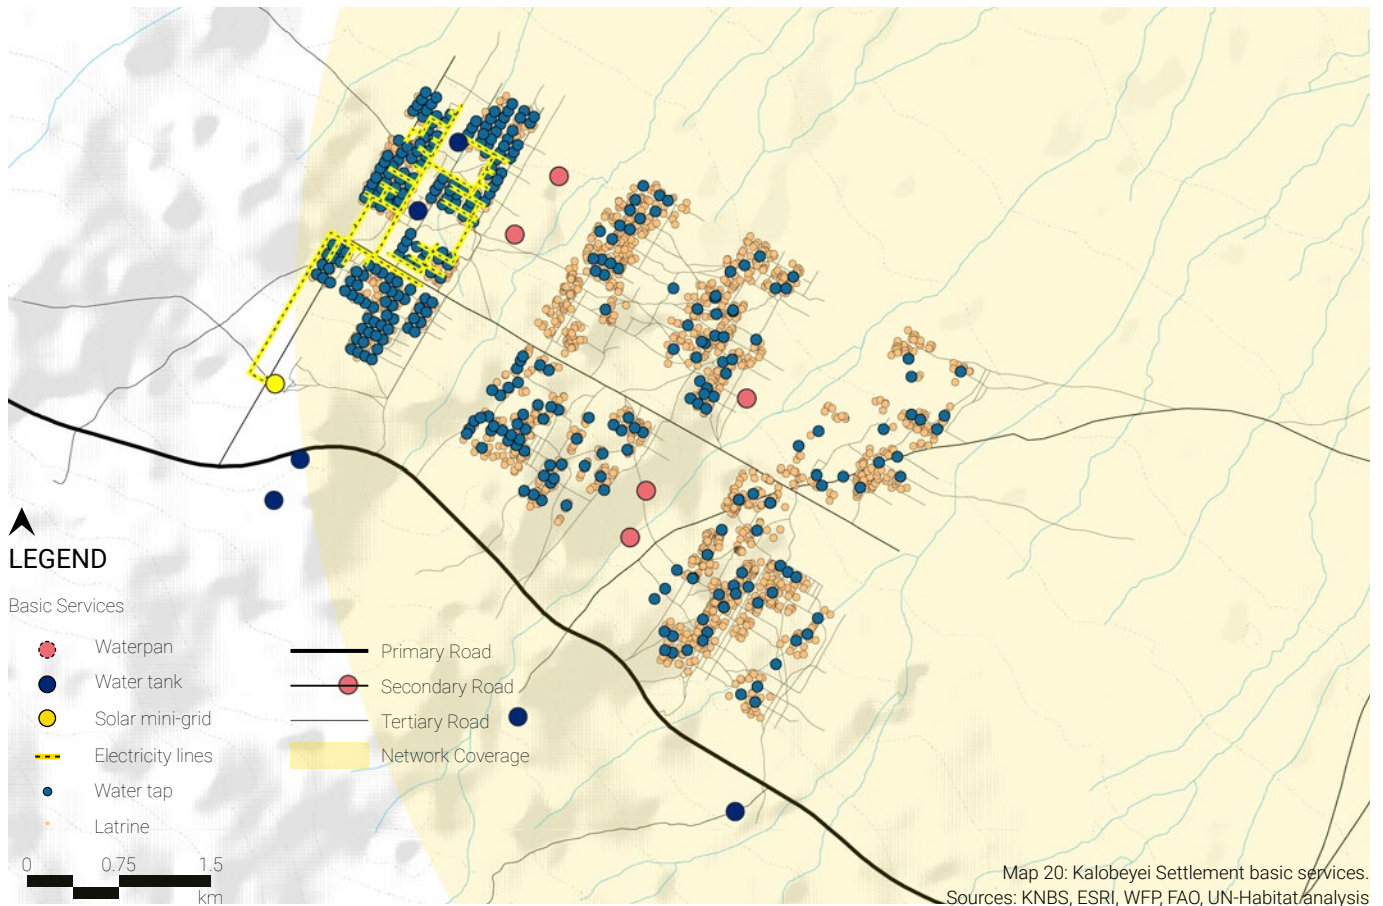 LEGEND
Basic Services
Waterpan
Water tank
Solar mini-grid
Electricity lines
Water tap
Latrine
Primary Road
Secondary Road
Tertiary Road
Network Coverage
0 0.75 1.5
km
Map 20: Kalobeyei Settlement basic services.
Sources: KNBS, ESRI, WFP, FAO, UN-Habitat analysis